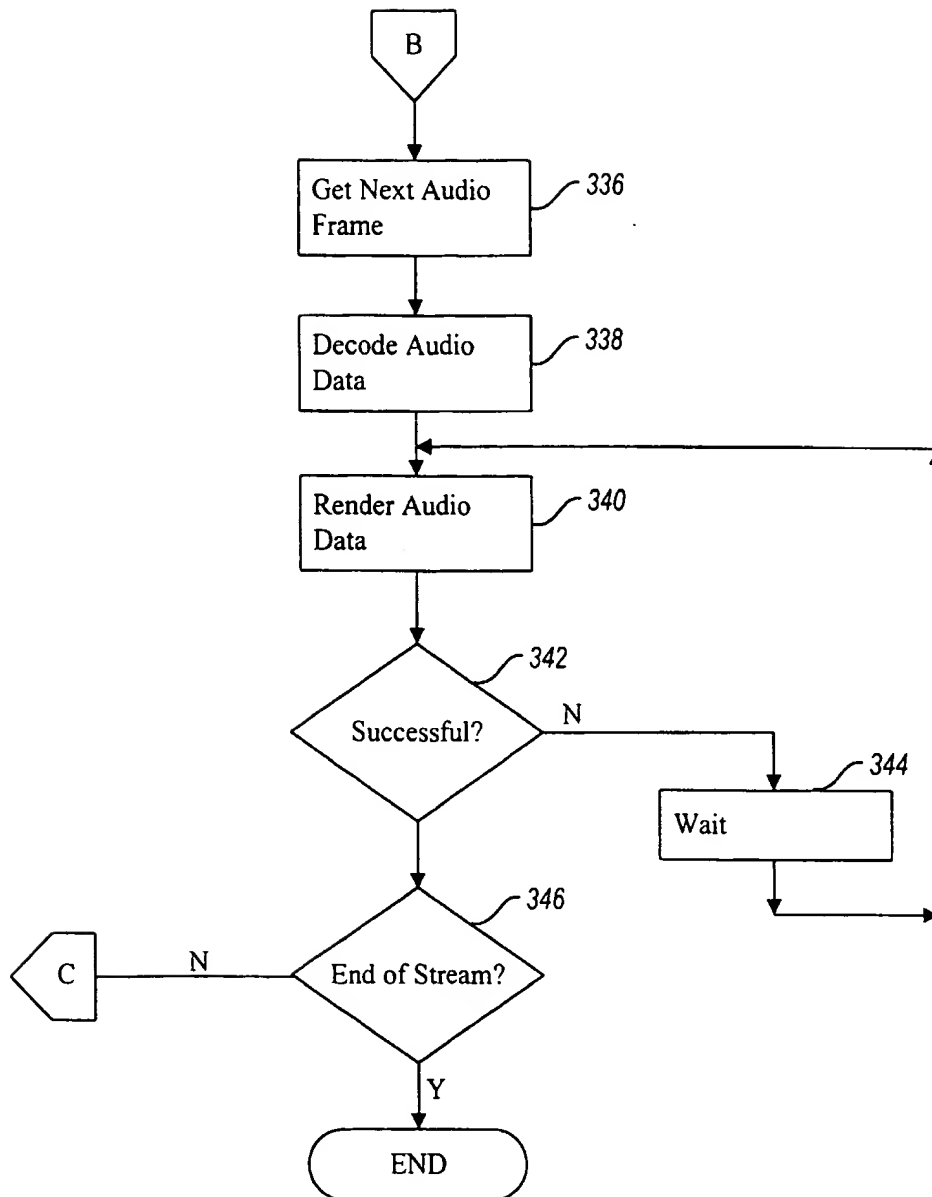 B
Get Next Audio
Frame
336
Decode Audio
Data
338
Render Audio
Data
340
342
Successful?
N
344
Wait
346
C
N
End of Stream?
Y
END